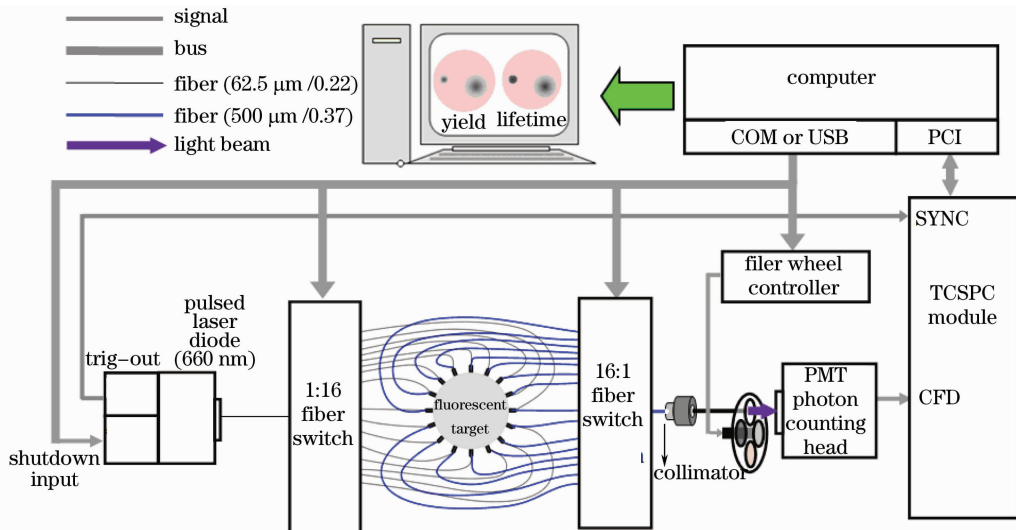 signal
bus
fiber (62.5 μm /0.22)
fiber (500 μm /0.37)
light beam
yield
lifetime
computer
COM or USB
PCI
SYNC
filer wheel
controller
TCSPC
module
pulsed
laser
diode
(660 nm)
trig-out
1:16
fiber
switch
fluorescent
target
16:1
fiber
switch
PMT
photon
counting
head
CFD
shutdown
input
collimator